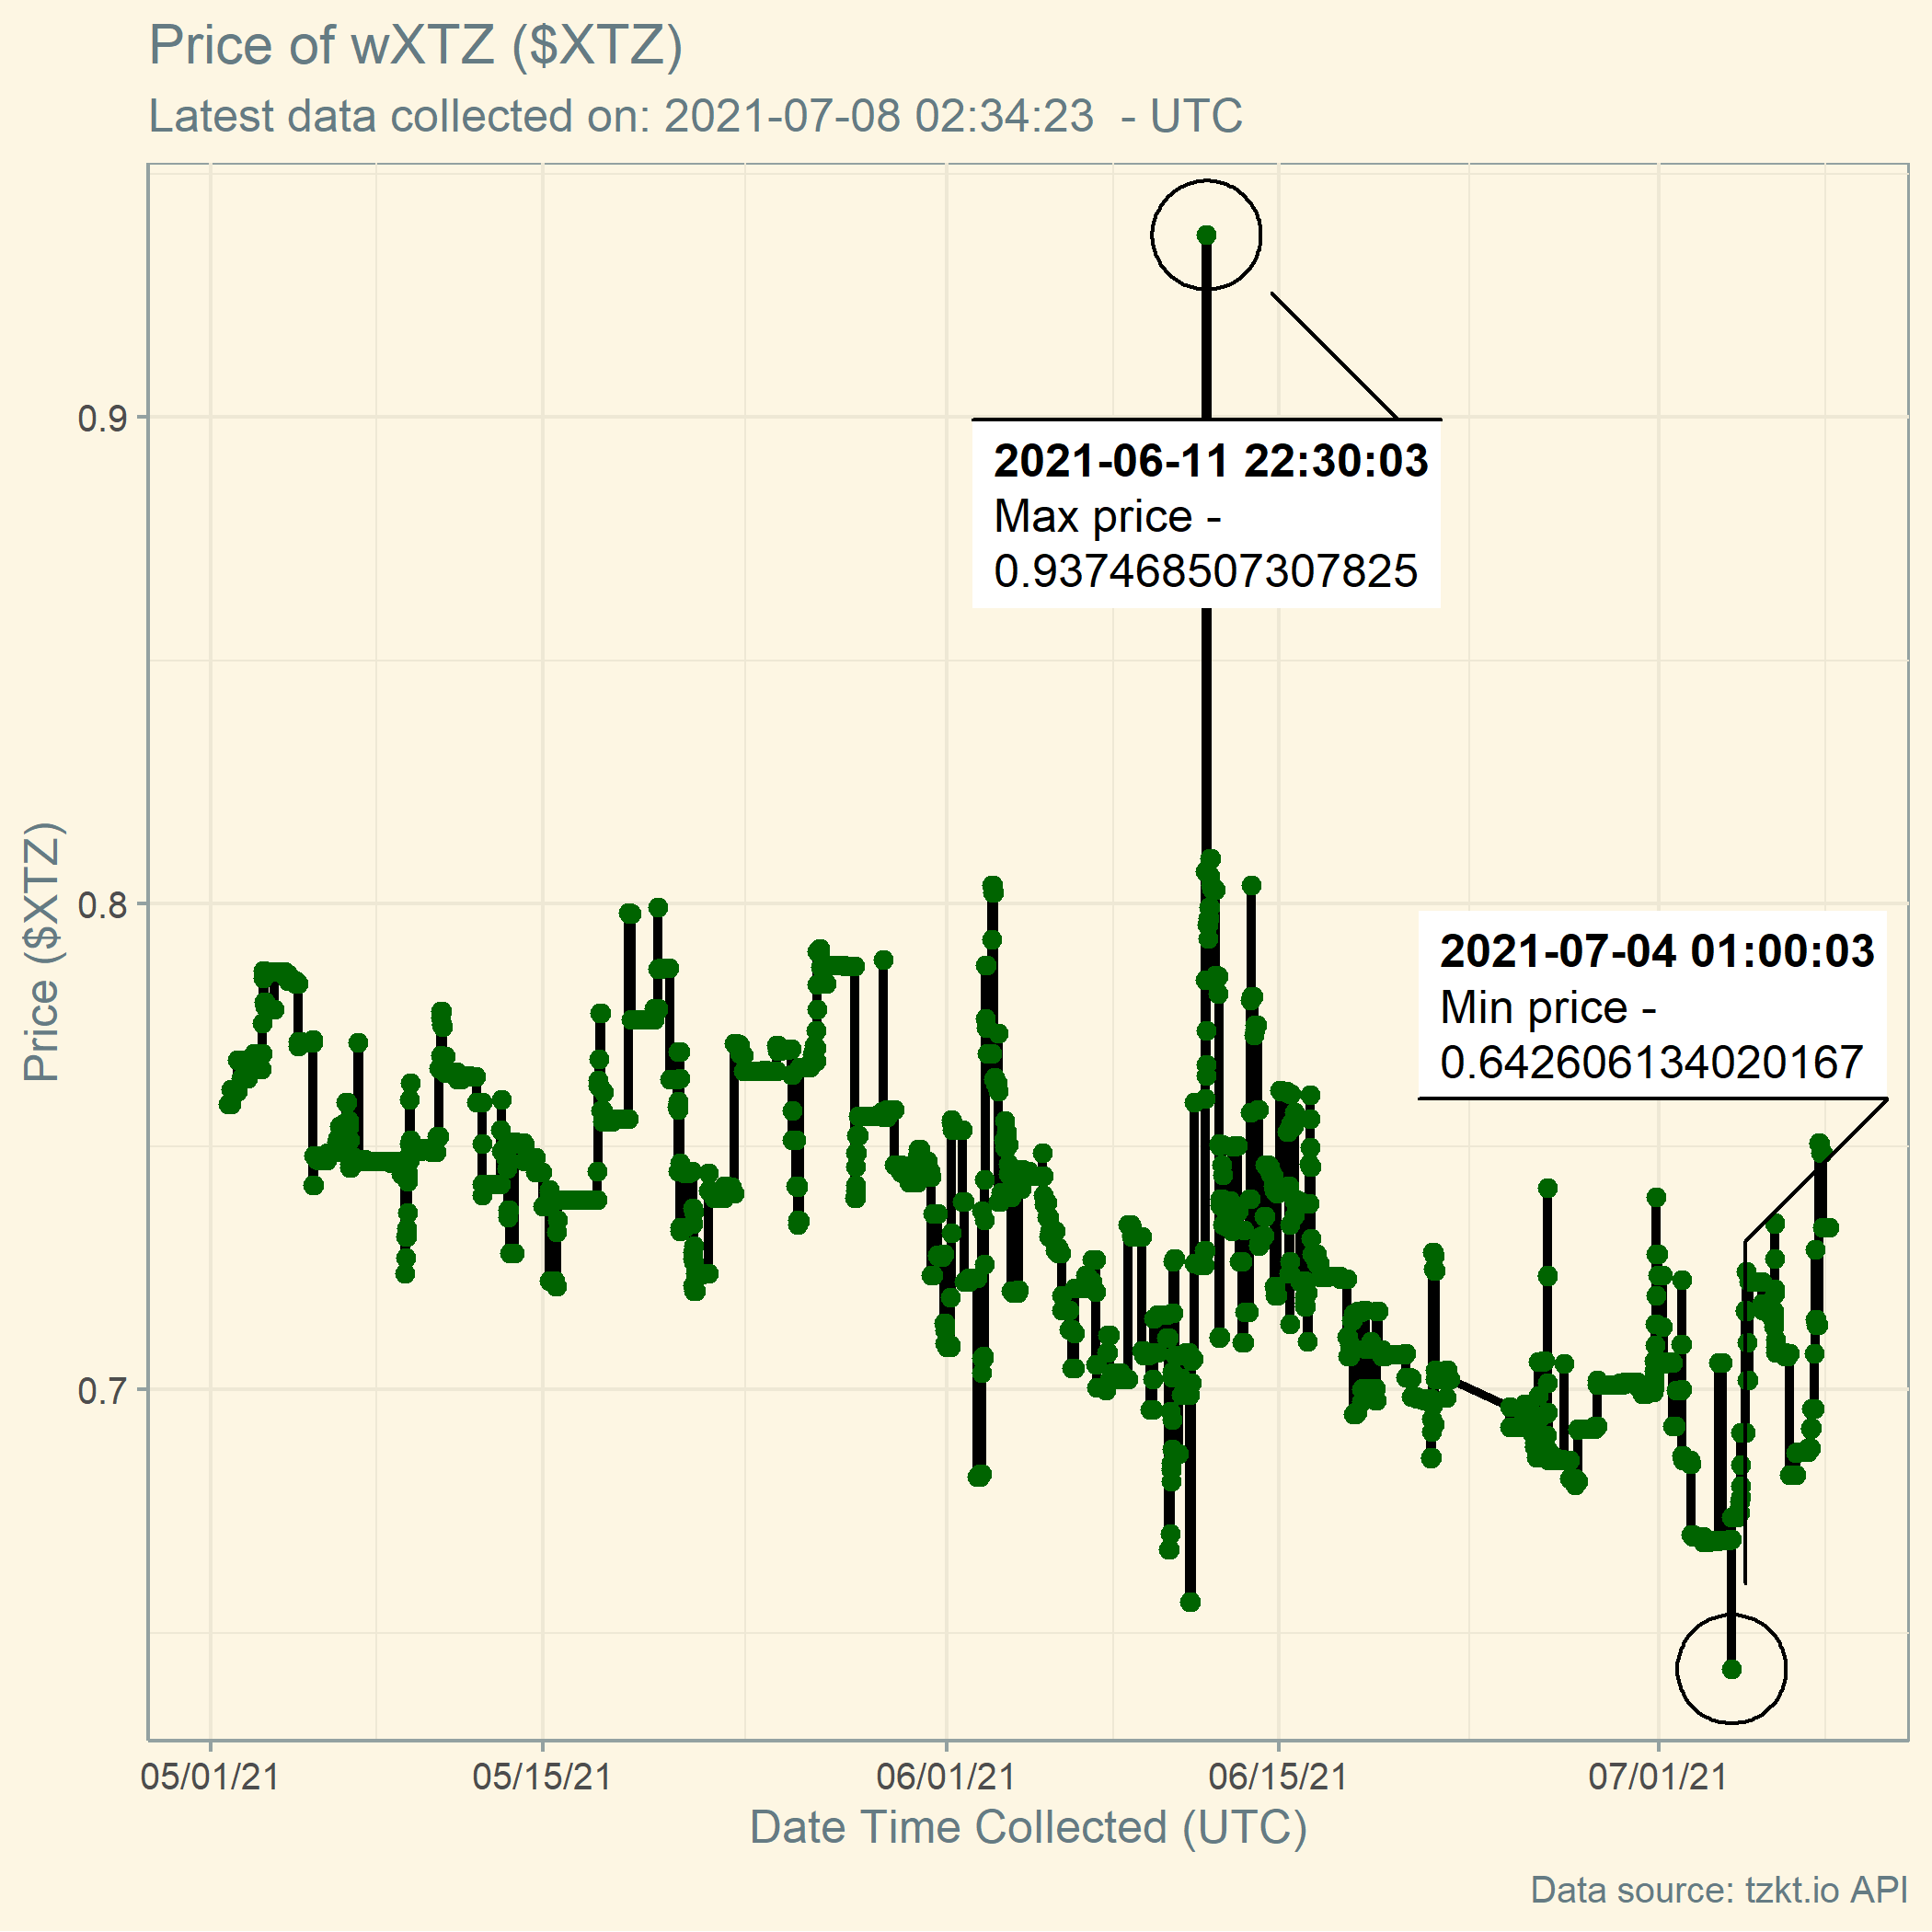 Price of wXTZ ($XTZ)
Latest data collected on: 2021-07-08 02:34:23  - UTC
Price ($XTZ)
0.9
0.8
0.7
2021-06-11 22:30:03
Max price -
0.937468507307825
2021-07-04 01:00:03
Min price -
0.642606134020167
05/01/21
05/15/21
06/01/21
06/15/21
07/01/21
Date Time Collected (UTC)
Data source: tzkt.io API